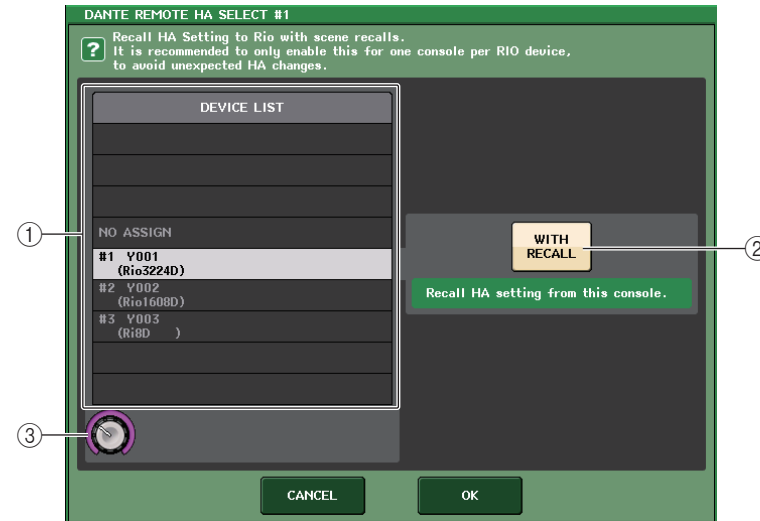 DANTE REMOTE HA SELECT #1
? Recall HA Setting to Rio with scene recalls.
It is recommended to only enable this for one console per RIO device,
to avoid unexpected HA changes.
DEVICE LIST
NO ASSIGN
#1 Y001
(Rio3224D)
#2 Y002
(Rio1608D)
#3 Y003
(Ri8D )
WITH
RECALL
Recall HA setting from this console.
1
2
3
CANCEL
OK